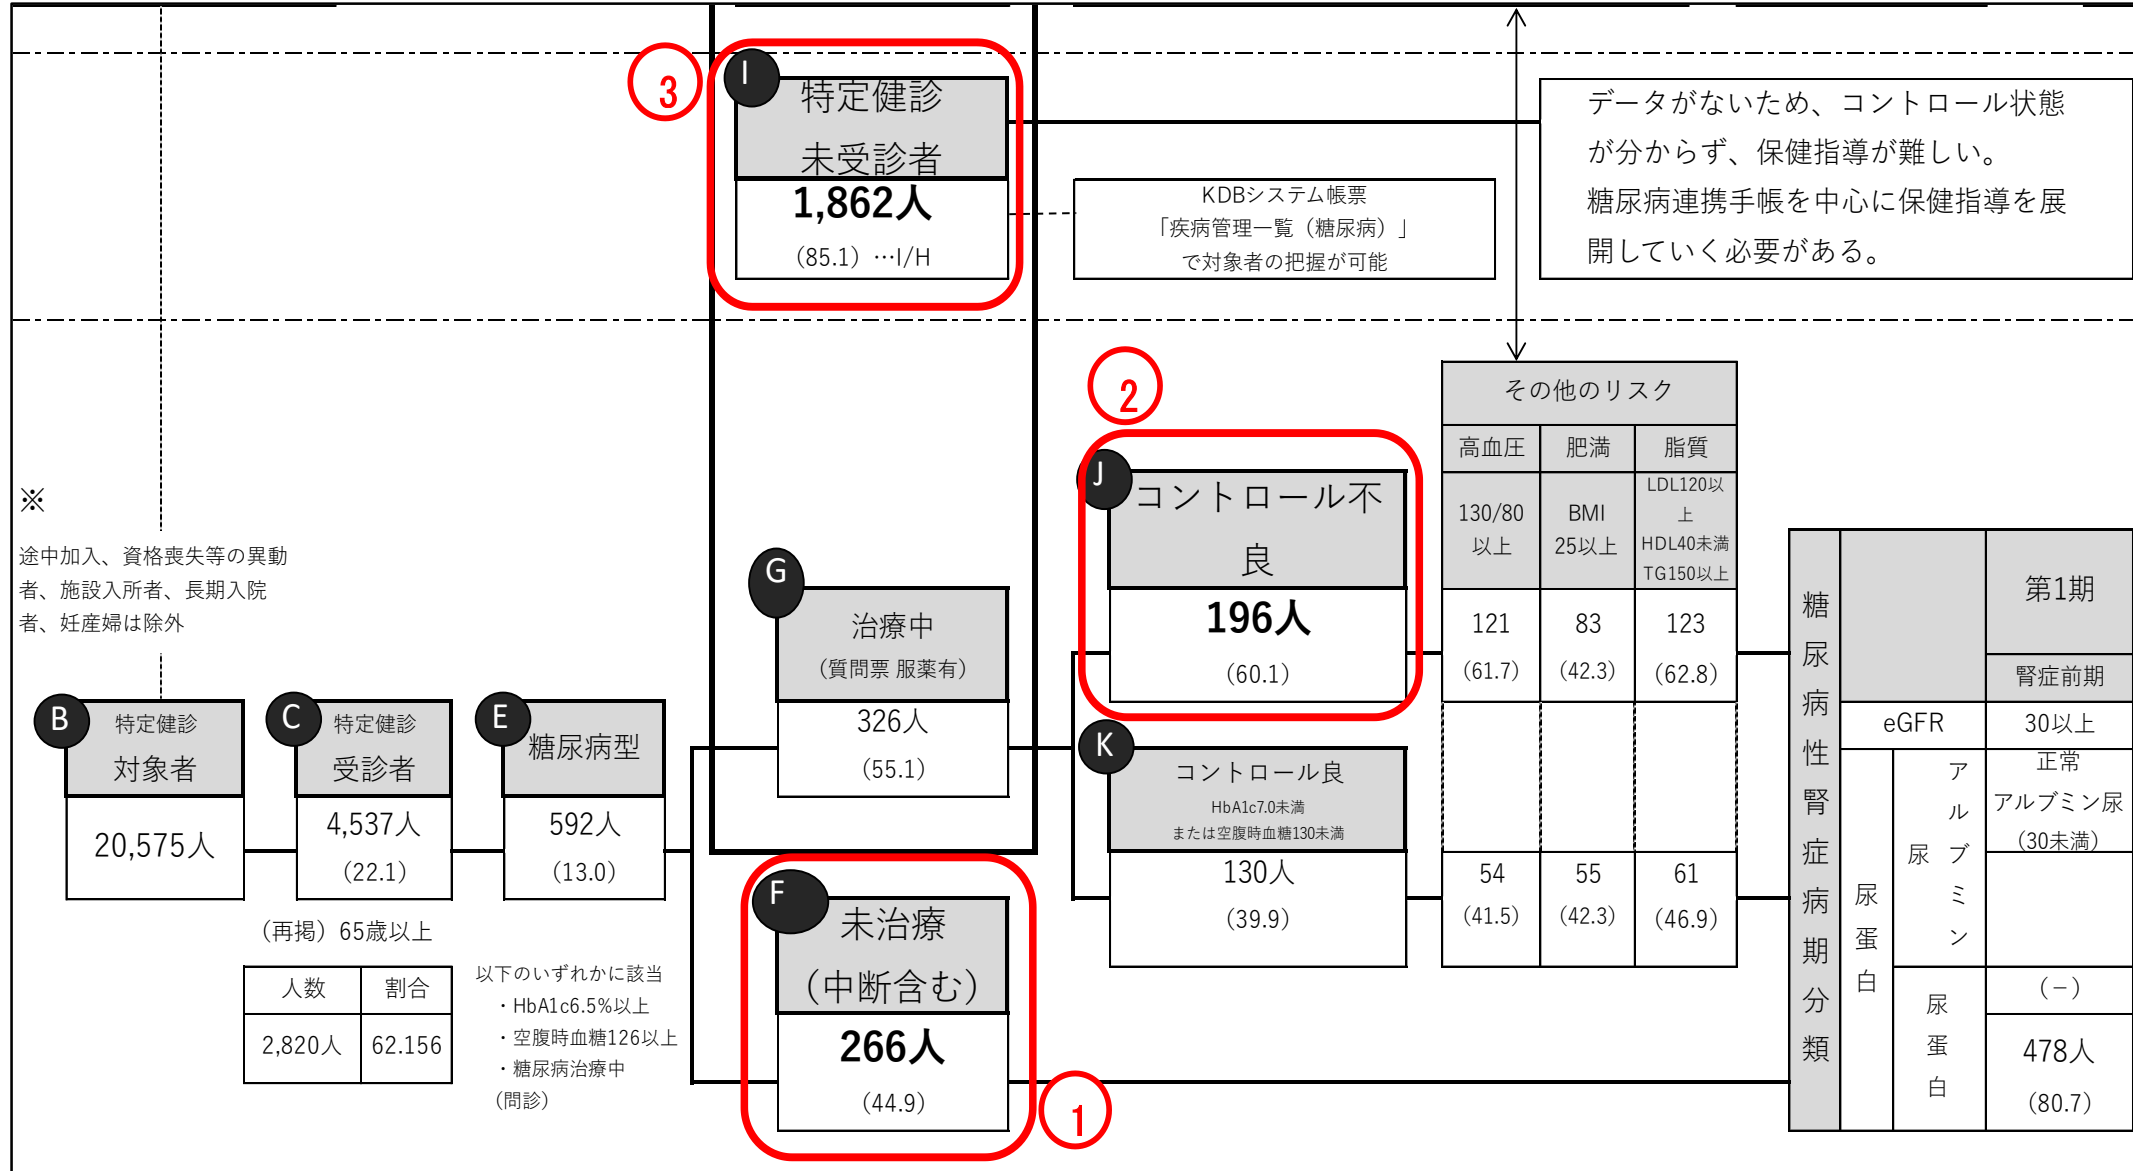 3
I
特定健診
未受診者
1,862人
(85.1) …I/H
KDBシステム帳票
「疾病管理一覧（糖尿病）」
で対象者の把握が可能
データがないため、コントロール状態
が分からず、保健指導が難しい。
糖尿病連携手帳を中心に保健指導を展
開していく必要がある。
※
途中加入、資格喪失等の異動
者、施設入所者、長期入院
者、妊産婦は除外
B
特定健診
対象者
20,575人
C
特定健診
受診者
4,537人
(22.1)
（再掲）65歳以上
人数 割合
2,820人 62.156
E
糖尿病型
592人
(13.0)
以下のいずれかに該当
・HbA1c6.5%以上
・空腹時血糖126以上
・糖尿病治療中
(問診)
G
治療中
（質問票 服薬有）
326人
(55.1)
F
未治療
（中断含む）
266人
(44.9)
1
2
J
コントロール不
良
196人
(60.1)
K
コントロール良
HbA1c7.0未満
または空腹時血糖130未満
130人
(39.9)
その他のリスク
高血圧 肥満 脂質
130/80
以上
BMI
25以上
LDL120以
上
HDL40未満
TG150以上
121 83 123
(61.7) (42.3) (62.8)
54 55 61
(41.5) (42.3) (46.9)
糖尿病性腎症病期分類
第1期
腎症前期
eGFR 30以上
尿蛋白
尿アルブミン
正常
アルブミン尿
(30未満)
尿蛋白
(－)
478人
(80.7)